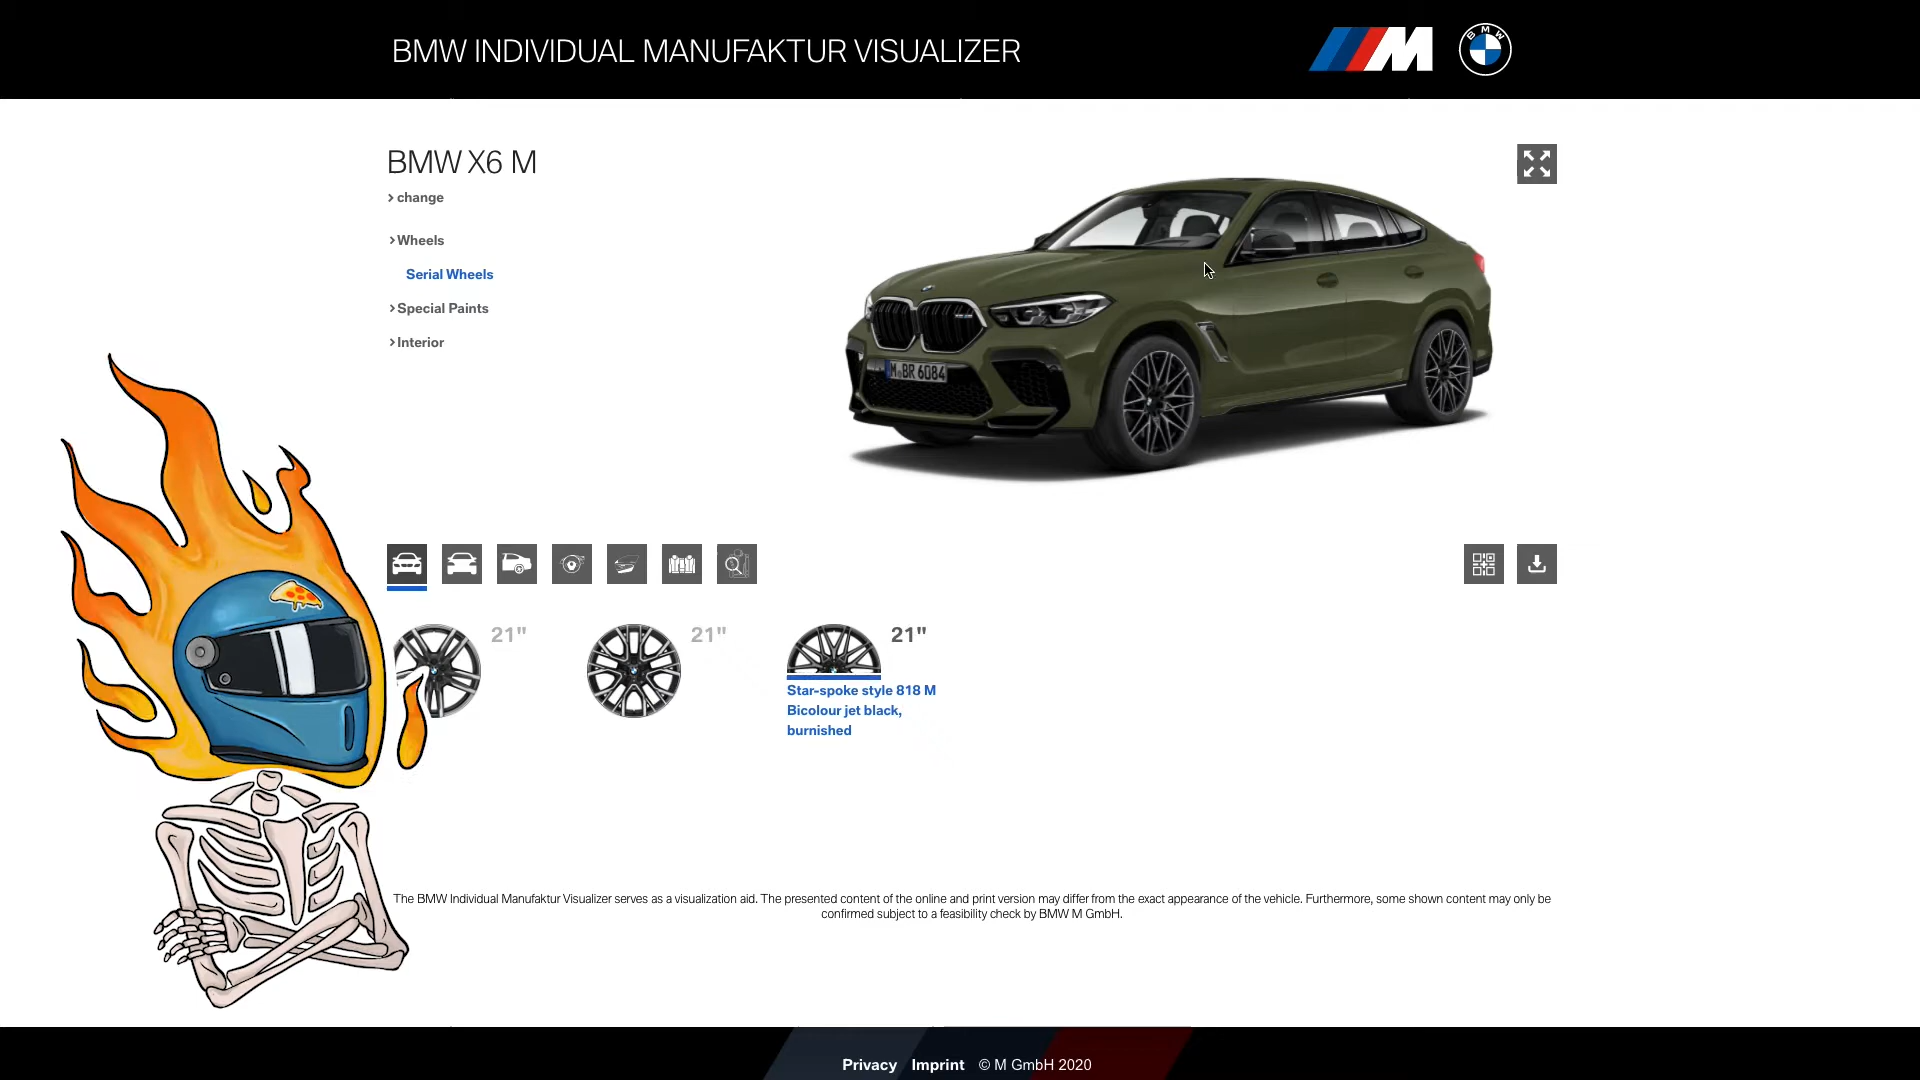 BMW INDIVIDUAL MANUFAKTUR VISUALIZER
M
BMW
BMW X6 M
> change
> Wheels
Serial Wheels
> Special Paints
> Interior
M BR 6084
21"
21"
21"
Star-spoke style 818 M
Bicolour jet black,
burnished
The BMW Individual Manufaktur Visualizer serves as a visualization aid. The presented content of the online and print version may differ from the exact appearance of the vehicle. Furthermore, some shown content may only be
confirmed subject to a feasibility check by BMW M GmbH.
Privacy Imprint © M GmbH 2020